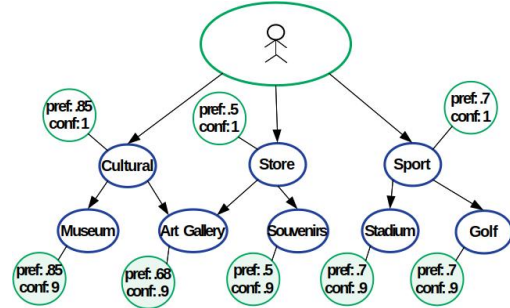 pref: .85
conf: 1
pref: .5
conf: 1
pref: .7
conf: 1
Cultural
Store
Sport
Museum
Art Gallery
Souvenirs
Stadium
Golf
pref: .85
conf: 9
pref: .68
conf: .9
pref: .5
conf: .9
pref: .7
conf: .9
pref: .7
conf: .9